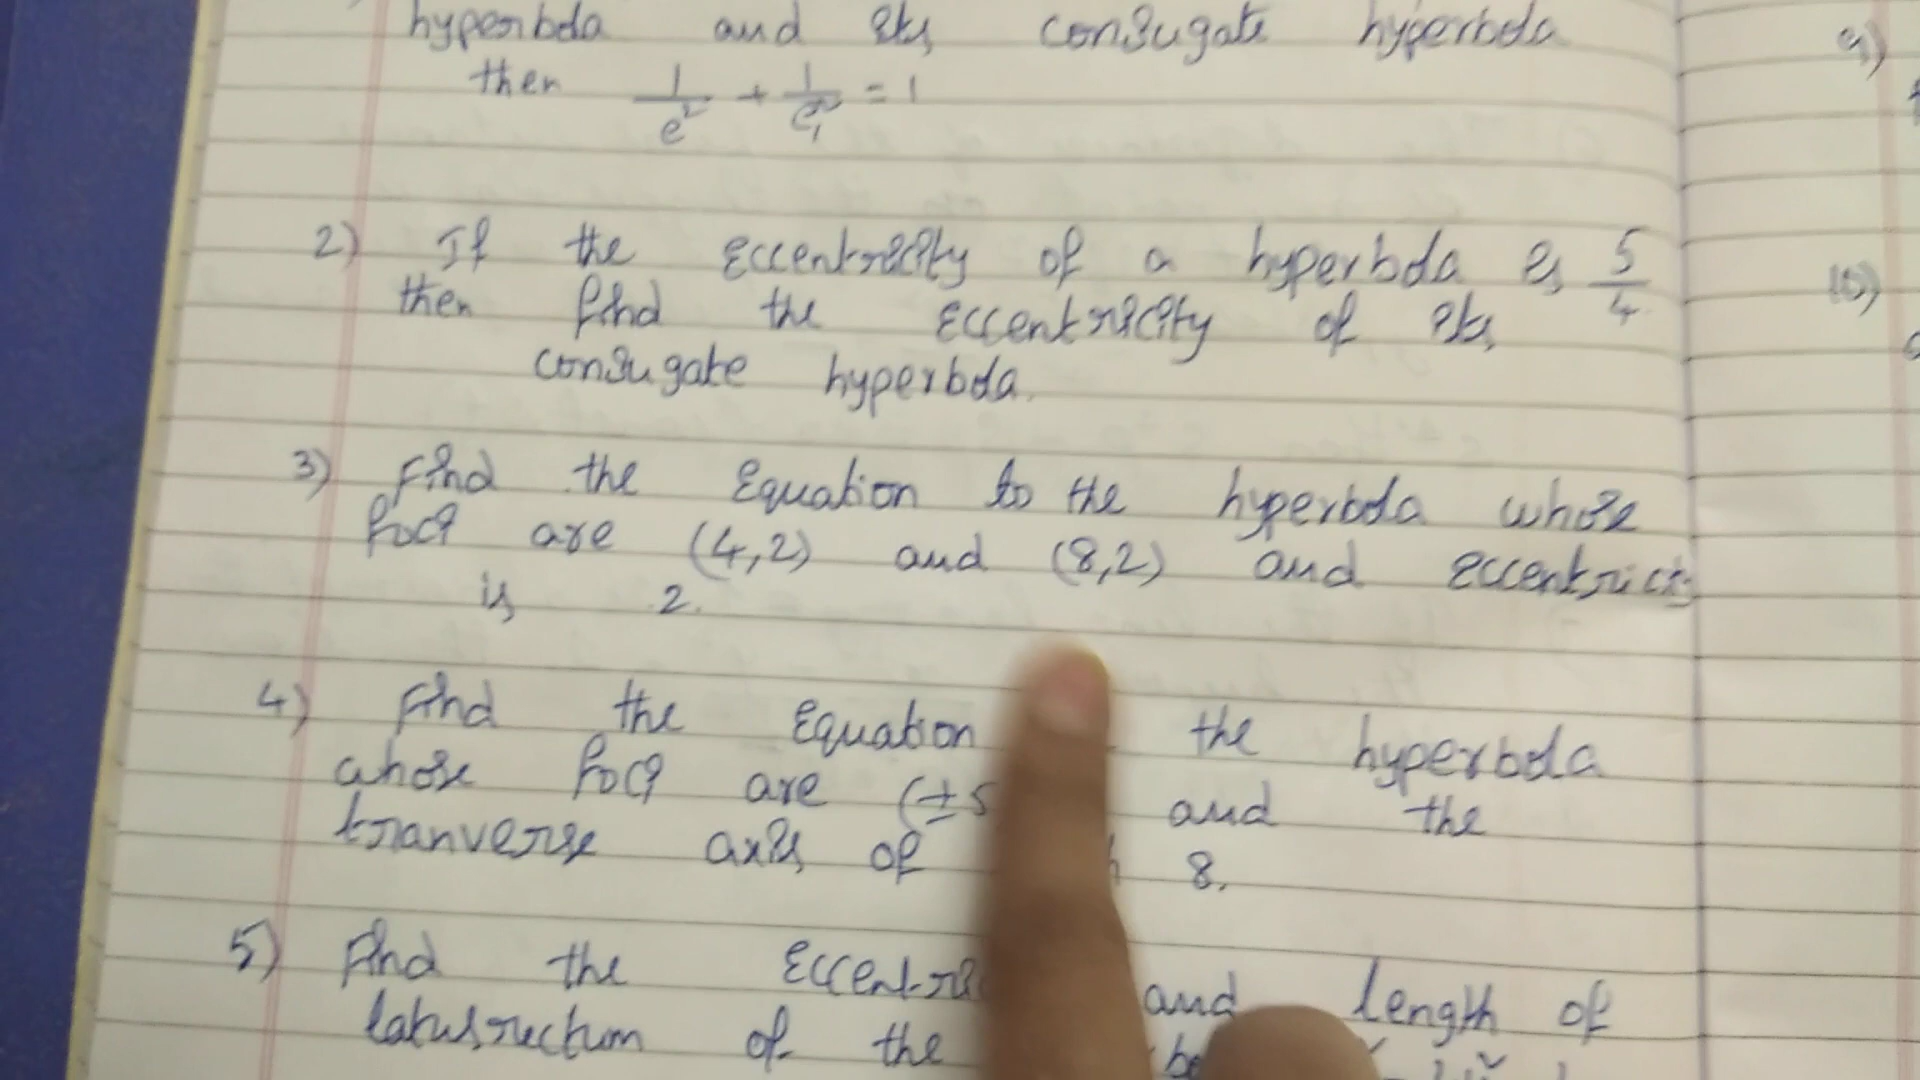 hyperbola and its conjugate hyperbola
then 1/e² + 1/e₁² = 1
2) If the eccentricity of a hyperbola is 5/4
then find the eccentricity of its
conjugate hyperbola.
3) Find the Equation to the hyperbola whose
foci are (4,2) and (8,2) and eccentricity
is 2.
4) Find the Equation the hyperbola
whose foci are (±5 and the
tranverse axis of 8.
5) Find the and length of
latusrectum of the
9)
10)